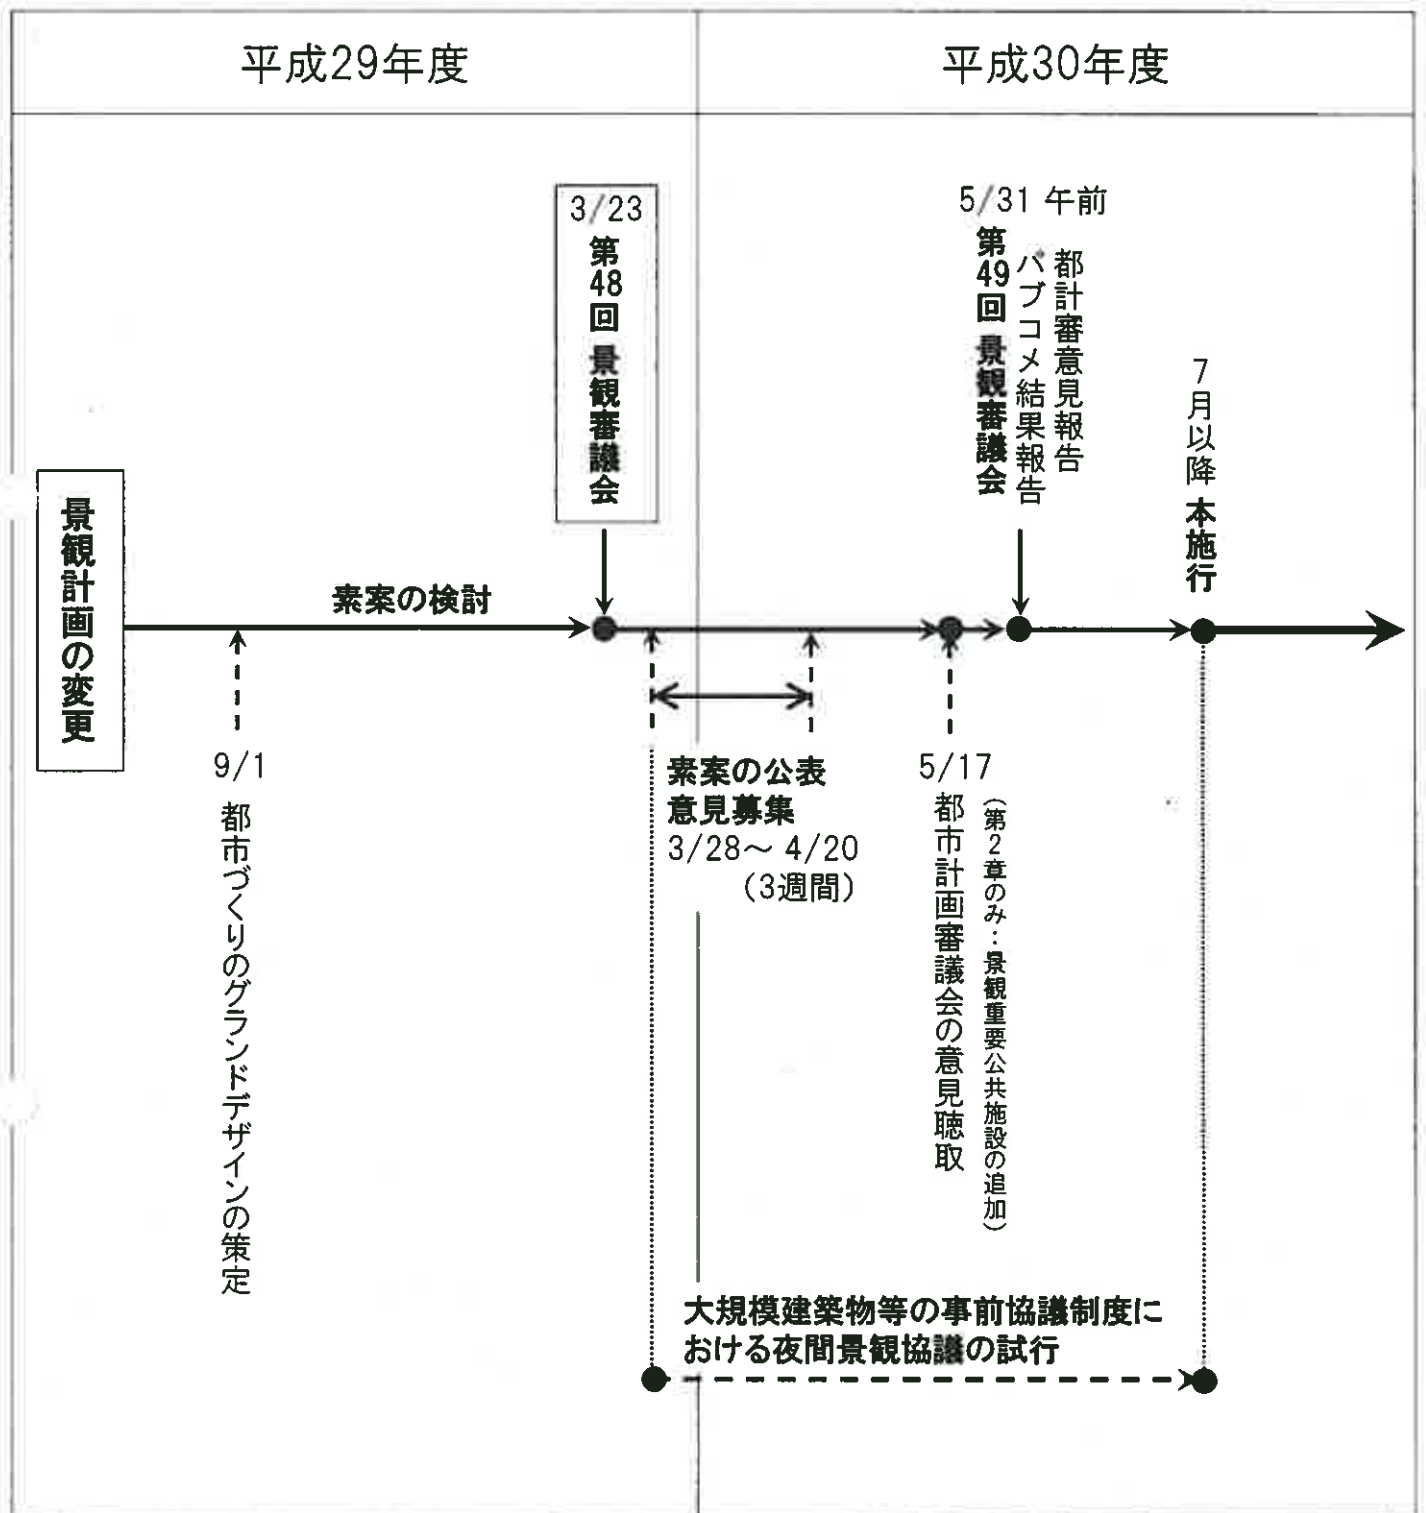 平成29年度
平成30年度
景観計画の変更
素案の検討
9/1
都市づくりのグランドデザインの策定
3/23
第48回 景観審議会
素案の公表
意見募集
3/28～ 4/20
（3週間）
5/17
都市計画審議会の意見聴取
（第2章のみ：景観重要公共施設の追加）
5/31 午前
第49回 景観審議会
パブコメ結果報告
都計審意見報告
7月以降 本施行
大規模建築物等の事前協議制度に
おける夜間景観協議の試行